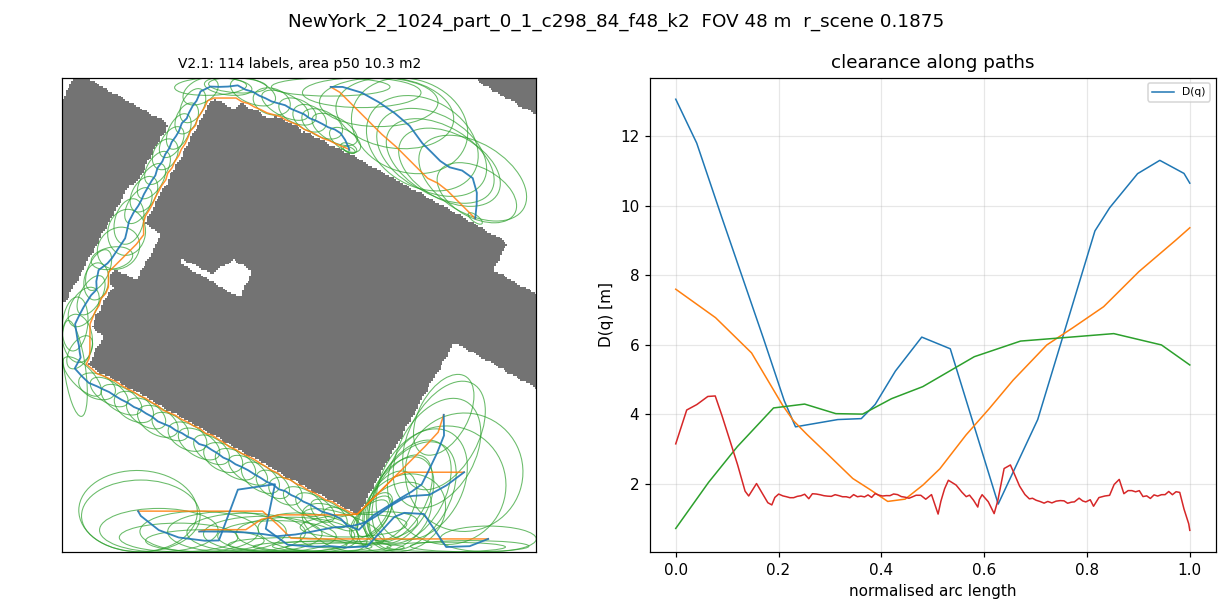 NewYork_2_1024_part_0_1_c298_84_f48_k2  FOV 48 m  r_scene 0.1875
V2.1: 114 labels, area p50 10.3 m2
clearance along paths
D(q)
12
10
8
6
4
2
D(q) [m]
0.0 0.2 0.4 0.6 0.8 1.0
normalised arc length